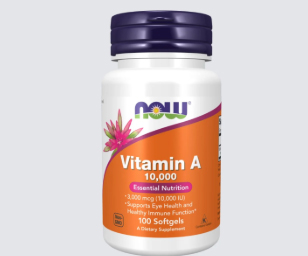 NOW
Vitamin A
10,000
Essential Nutrition
• 3,000 mcg (10,000 IU)
• Supports Eye Health and
Healthy Immune Function*
100 Softgels
A Dietary Supplement